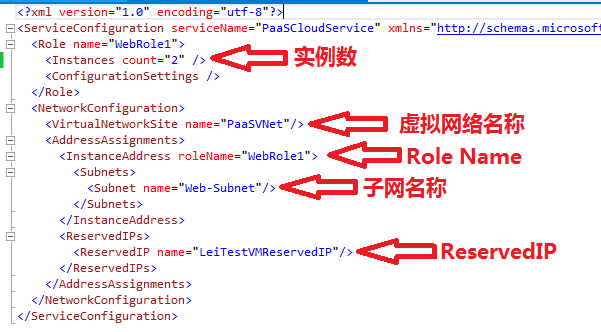 <?xml version="1.0" encoding="utf-8"?>
<ServiceConfiguration serviceName="PaaSCloudService" xmlns="http://schemas.microsoft
<Role name="WebRole1">
<Instances count="2" /> 实例数
<ConfigurationSettings />
</Role>
<NetworkConfiguration>
<VirtualNetworkSite name="PaaSVNet"/> 虚拟网络名称
<AddressAssignments>
<InstanceAddress roleName="WebRole1"> Role Name
<Subnets>
<Subnet name="Web-Subnet"/> 子网名称
</Subnets>
</InstanceAddress>
<ReservedIPs>
<ReservedIP name="LeiTestVMReservedIP"/> ReservedIP
</ReservedIPs>
</AddressAssignments>
</NetworkConfiguration>
</ServiceConfiguration>